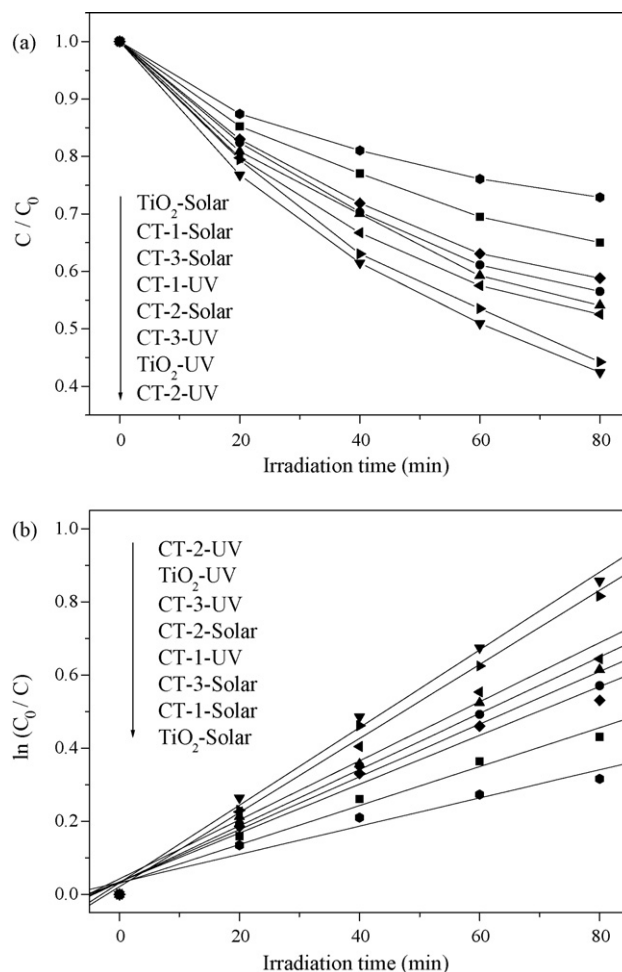 (a)
1.0
0.9
0.8
0.7
0.6
0.5
0.4
C / C₀
TiO₂-Solar
CT-1-Solar
CT-3-Solar
CT-1-UV
CT-2-Solar
CT-3-UV
TiO₂-UV
CT-2-UV
0 20 40 60 80
Irradiation time (min)
(b)
1.0
0.8
0.6
0.4
0.2
0.0
ln (C₀ / C)
CT-2-UV
TiO₂-UV
CT-3-UV
CT-2-Solar
CT-1-UV
CT-3-Solar
CT-1-Solar
TiO₂-Solar
0 20 40 60 80
Irradiation time (min)